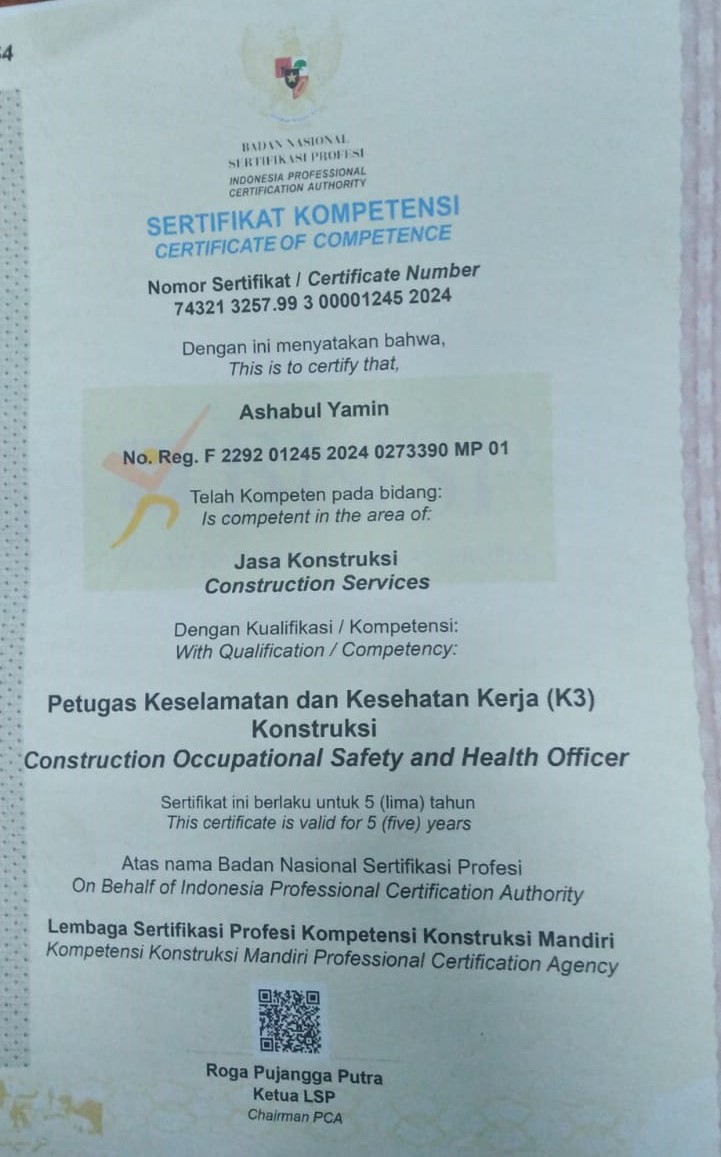 64
BADAN NASIONAL
SERTIFIKASI PROFESI
INDONESIA PROFESSIONAL
CERTIFICATION AUTHORITY
SERTIFIKAT KOMPETENSI
CERTIFICATE OF COMPETENCE
Nomor Sertifikat / Certificate Number
74321 3257.99 3 00001245 2024
Dengan ini menyatakan bahwa,
This is to certify that,
Ashabul Yamin
No. Reg. F 2292 01245 2024 0273390 MP 01
Telah Kompeten pada bidang:
Is competent in the area of:
Jasa Konstruksi
Construction Services
Dengan Kualifikasi / Kompetensi:
With Qualification / Competency:
Petugas Keselamatan dan Kesehatan Kerja (K3)
Konstruksi
Construction Occupational Safety and Health Officer
Sertifikat ini berlaku untuk 5 (lima) tahun
This certificate is valid for 5 (five) years
Atas nama Badan Nasional Sertifikasi Profesi
On Behalf of Indonesia Professional Certification Authority
Lembaga Sertifikasi Profesi Kompetensi Konstruksi Mandiri
Kompetensi Konstruksi Mandiri Professional Certification Agency
Roga Pujangga Putra
Ketua LSP
Chairman PCA